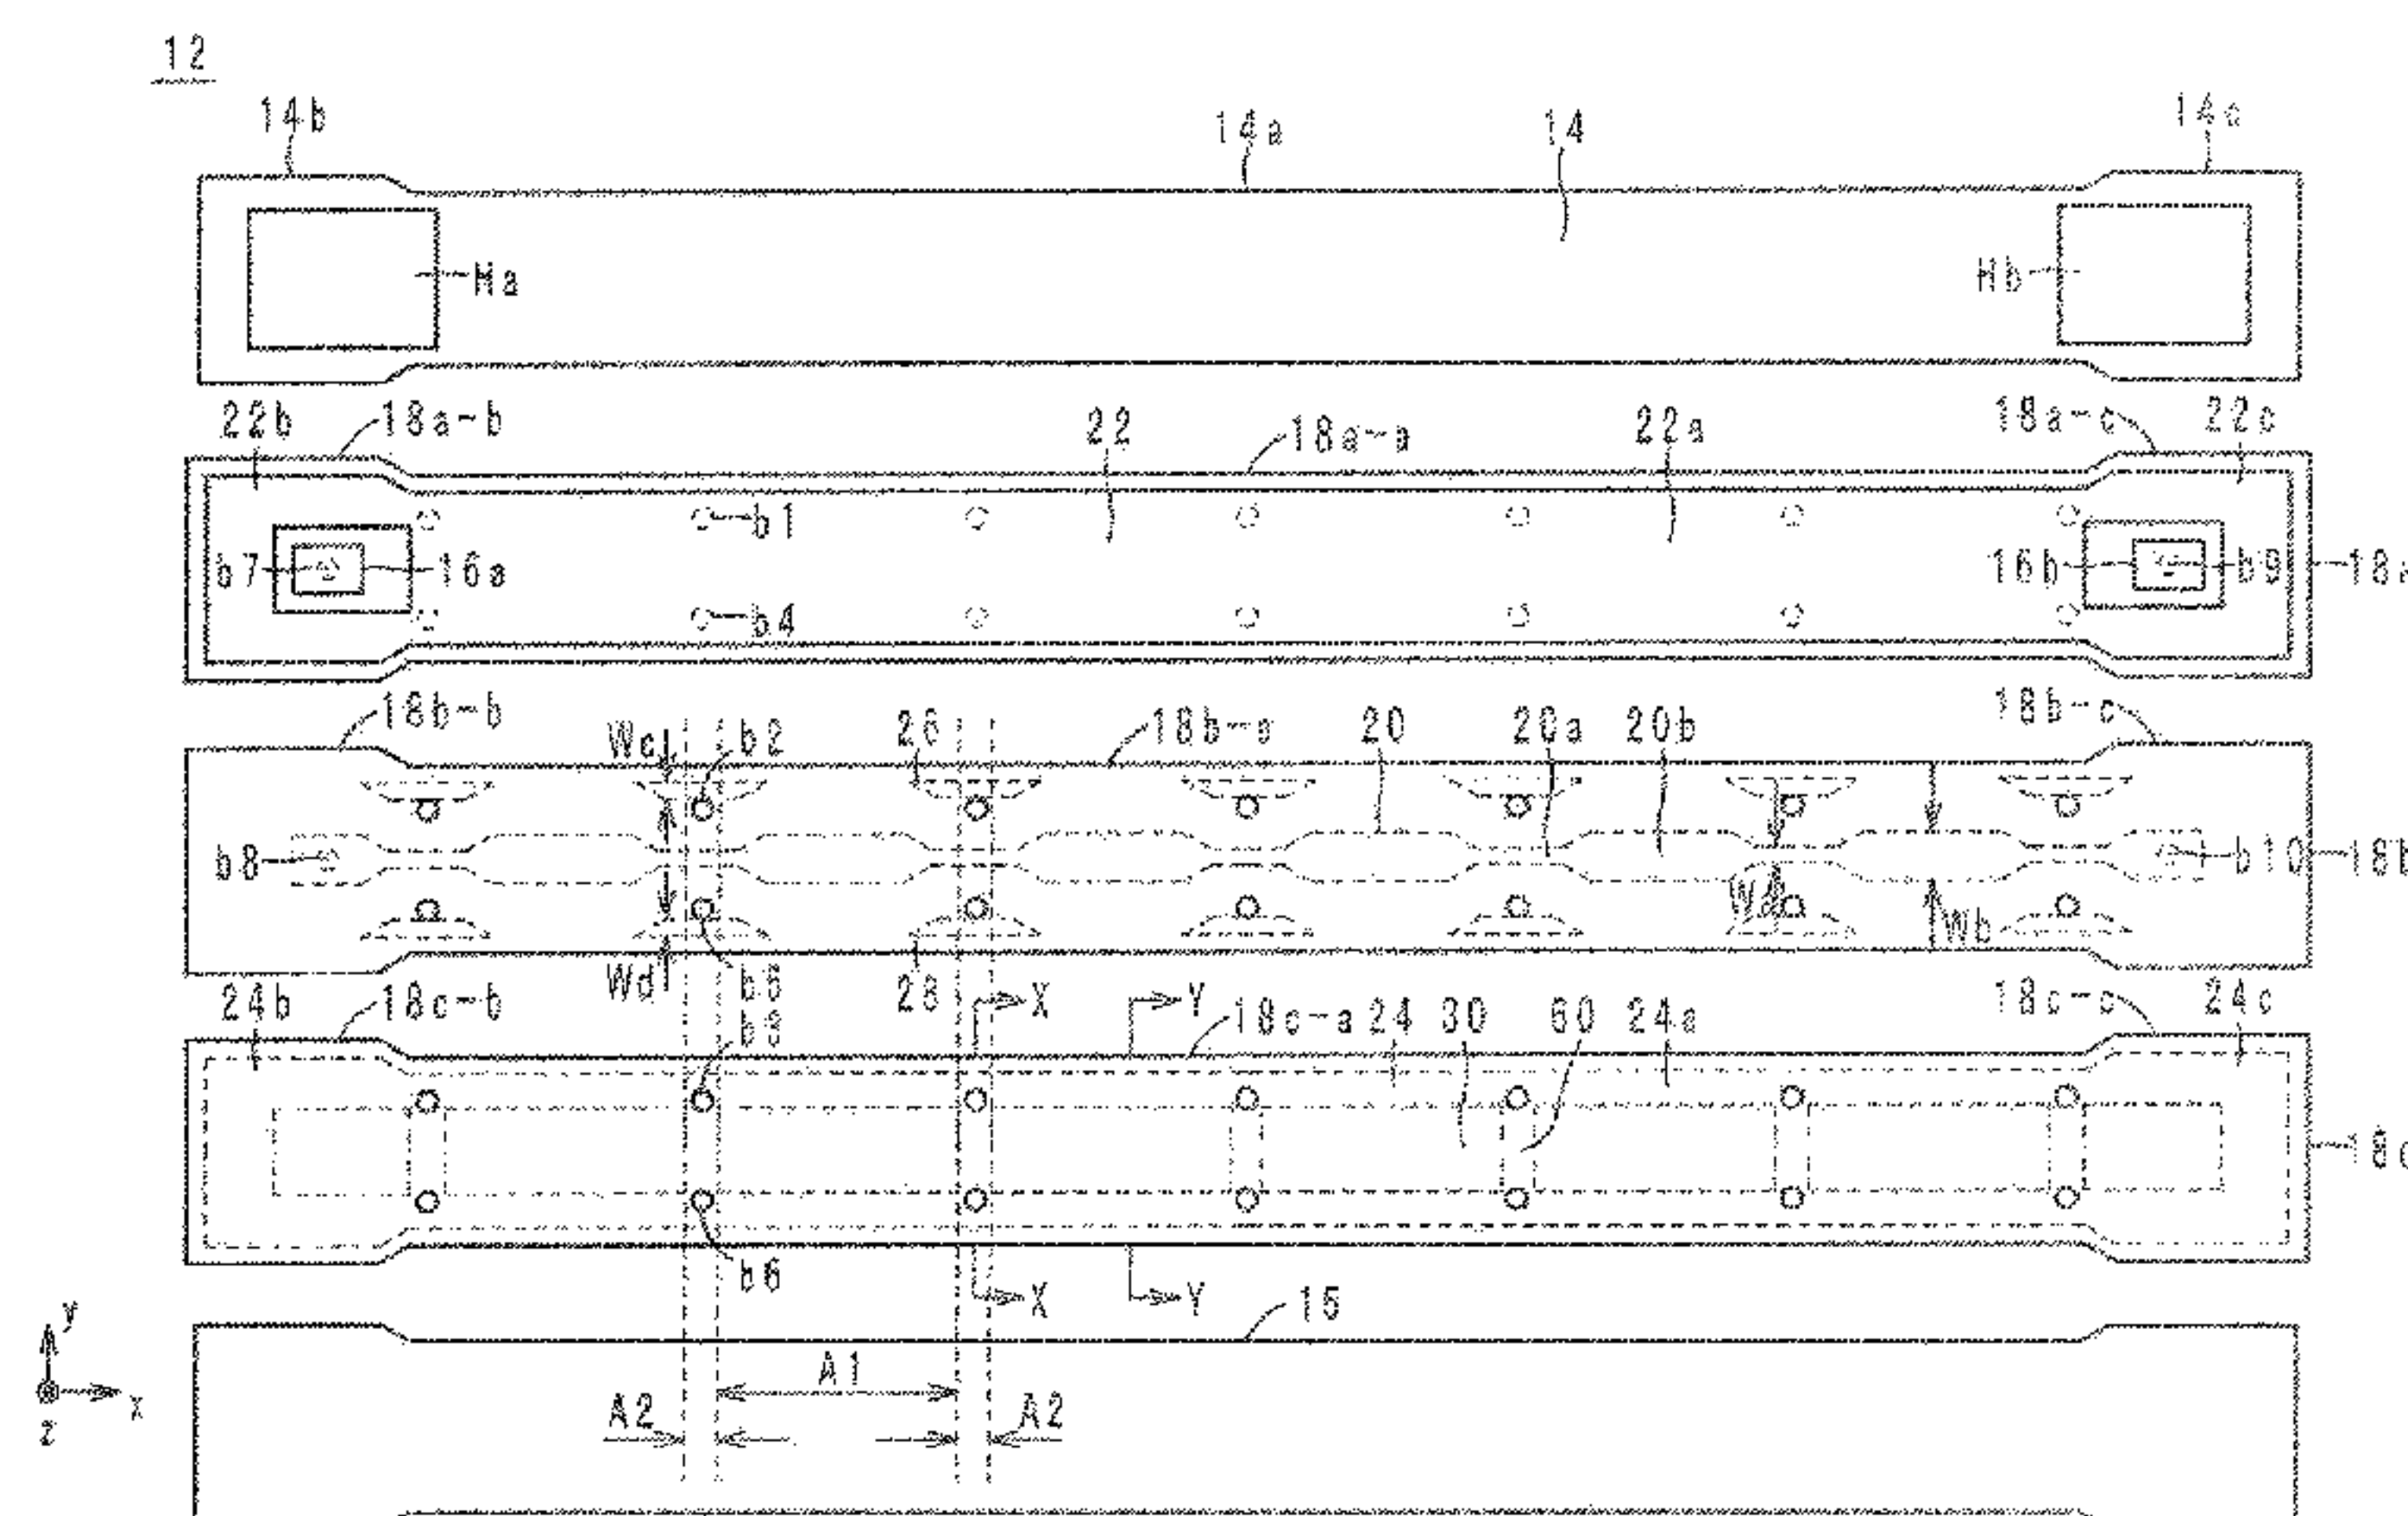 12
14b 14a 14 14c
Ha Hb
22b 18a-b 22 18a-a 22a 18a-c 22c
b1
b7 16a 16b b9
b4
18b-b Wc b2 26 18b-a 20 20a 20b 18b-c
b8 b10
Wb
Wd b5 28
24b 18c-b b3 X Y 18c-a 24 30 60 24a 18c-c 24c
b6 X Y 15
y
x
z
A1
A2 A2